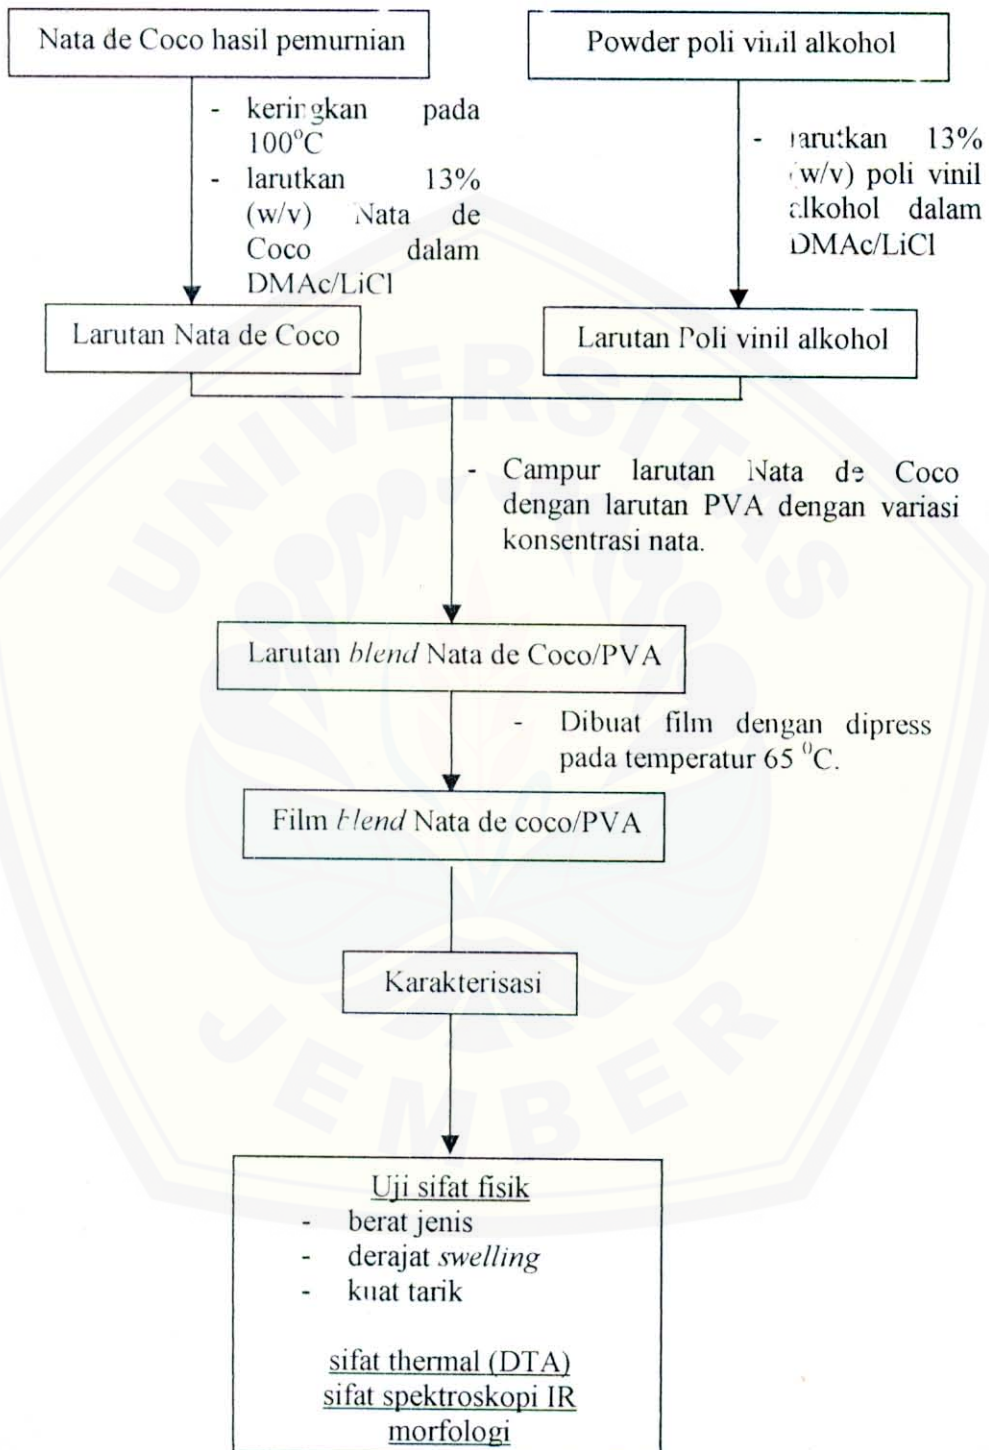 Nata de Coco hasil pemurnian
Powder poli vinil alkohol
- keringkan pada
100°C
- larutkan 13%
(w/v) Nata de
Coco dalam
DMAc/LiCl
- larutkan 13%
(w/v) poli vinil
alkohol dalam
DMAc/LiCl
Larutan Nata de Coco
Larutan Poli vinil alkohol
- Campur larutan Nata de Coco
dengan larutan PVA dengan variasi
konsentrasi nata.
Larutan blend Nata de Coco/PVA
- Dibuat film dengan dipress
pada temperatur 65 °C.
Film blend Nata de coco/PVA
Karakterisasi
Uji sifat fisik
- berat jenis
- derajat swelling
- kuat tarik
sifat thermal (DTA)
sifat spektroskopi IR
morfologi
UNIVERSITAS
JEMBER